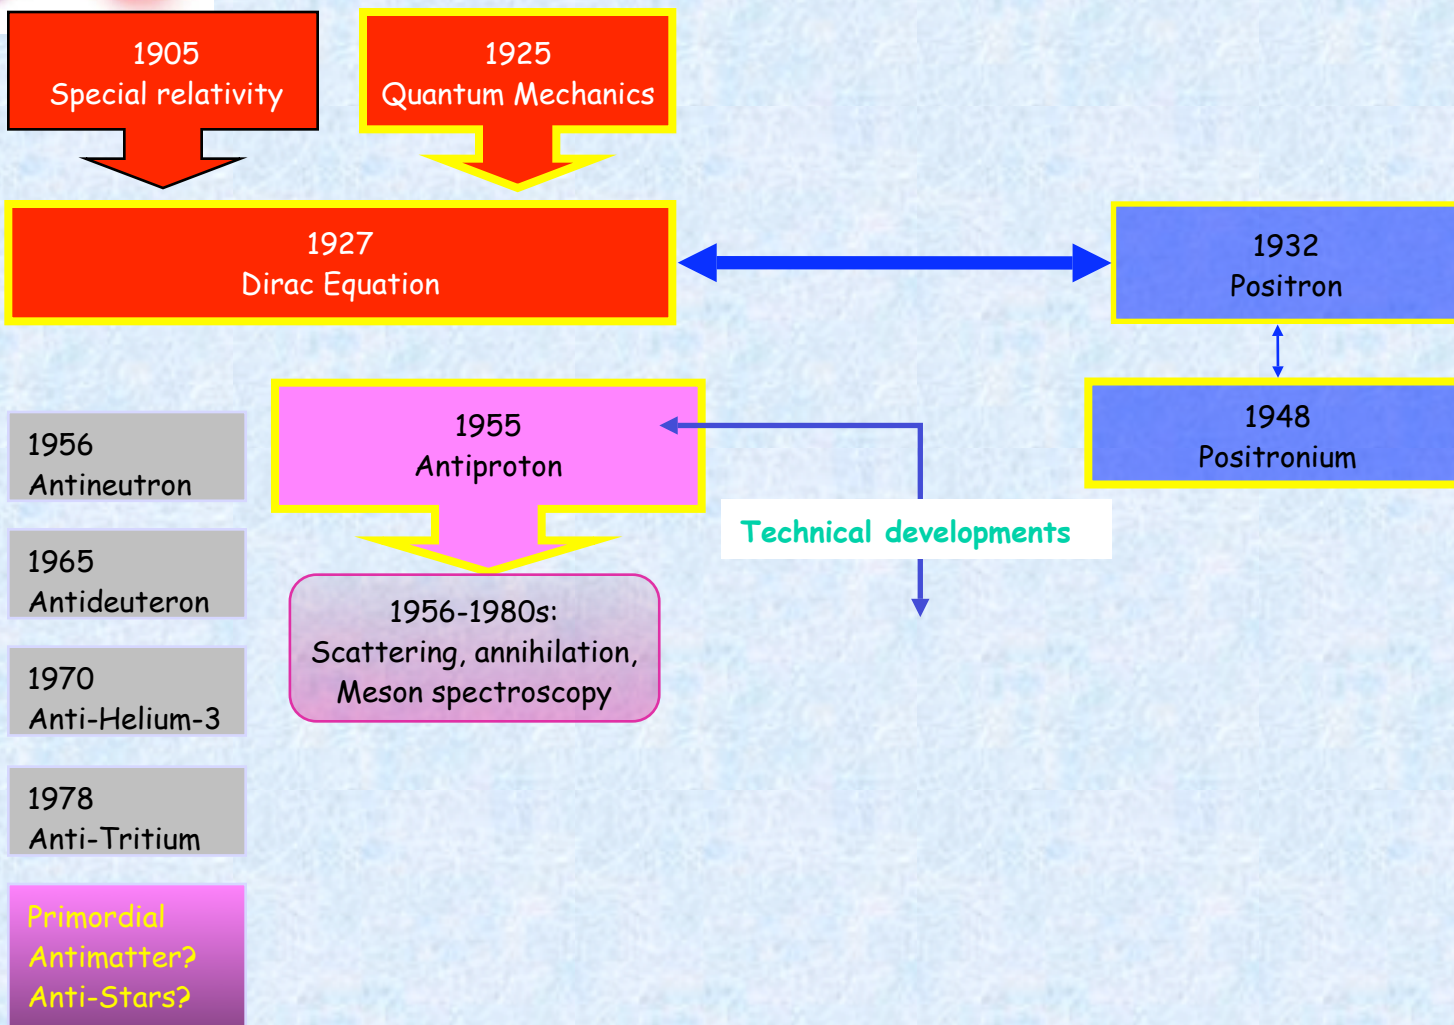 1905
Special relativity
1925
Quantum Mechanics
1927
Dirac Equation
1932
Positron
1948
Positronium
1955
Antiproton
1956
Antineutron
Technical developments
1965
Antideuteron
1956-1980s:
Scattering, annihilation,
Meson spectroscopy
1970
Anti-Helium-3
1978
Anti-Tritium
Primordial
Antimatter?
Anti-Stars?